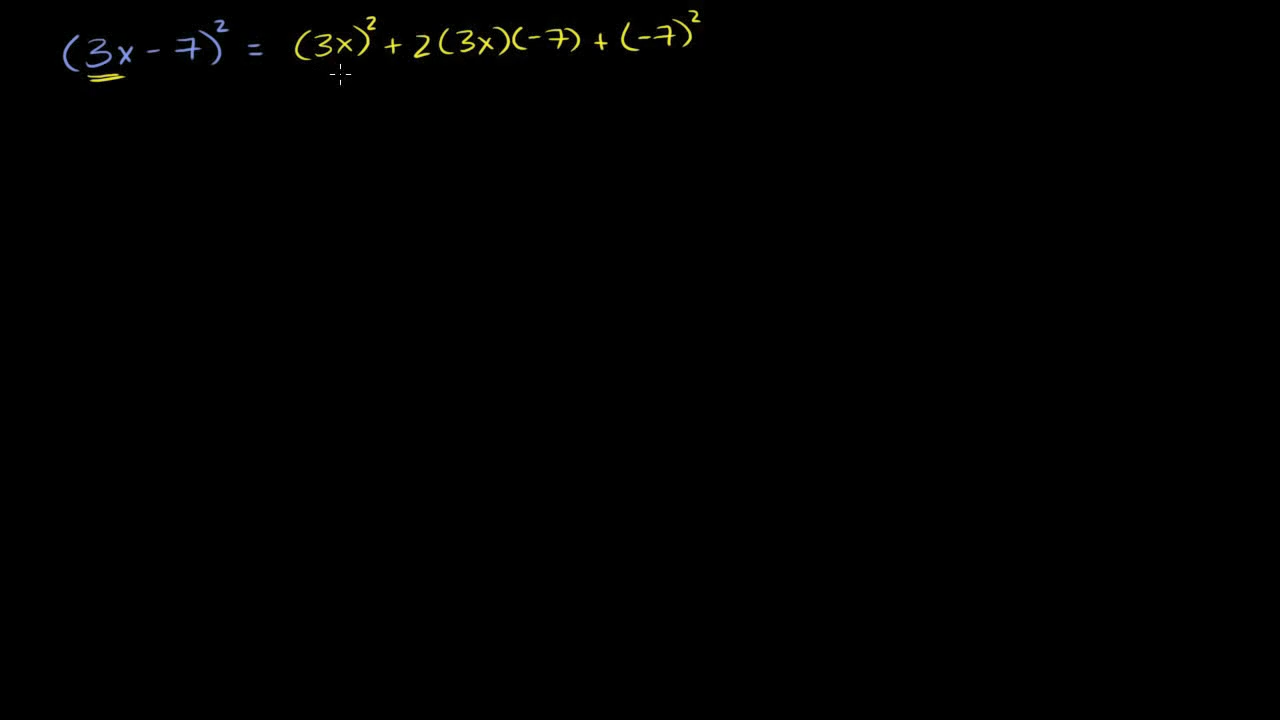 (3x - 7)² = (3x)² + 2(3x)(-7) + (-7)²